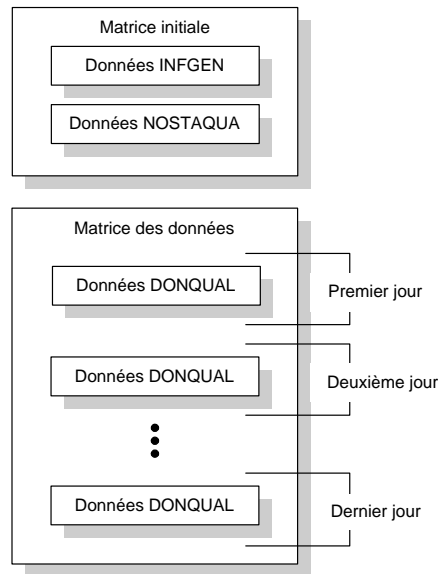 Matrice initiale
Données INFGEN
Données NOSTAQUA
Matrice des données
Données DONQUAL
Premier jour
Données DONQUAL
Deuxième jour
Données DONQUAL
Dernier jour